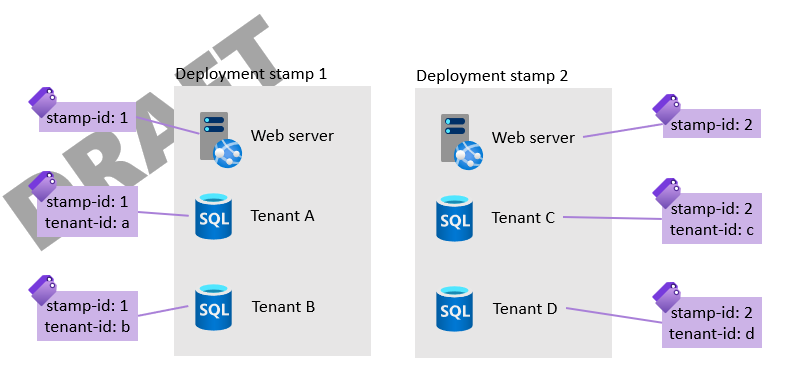 DRAFT
Deployment stamp 1
stamp-id: 1
Web server
stamp-id: 1
tenant-id: a
SQL
Tenant A
stamp-id: 1
tenant-id: b
SQL
Tenant B
Deployment stamp 2
Web server
stamp-id: 2
SQL
Tenant C
stamp-id: 2
tenant-id: c
SQL
Tenant D
stamp-id: 2
tenant-id: d